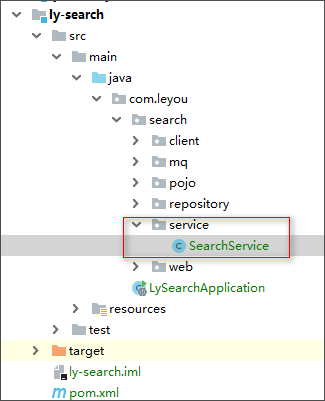 ly-search
src
main
java
com.leyou
search
client
mq
pojo
repository
service
SearchService
web
LySearchApplication
resources
test
target
ly-search.iml
pom.xml